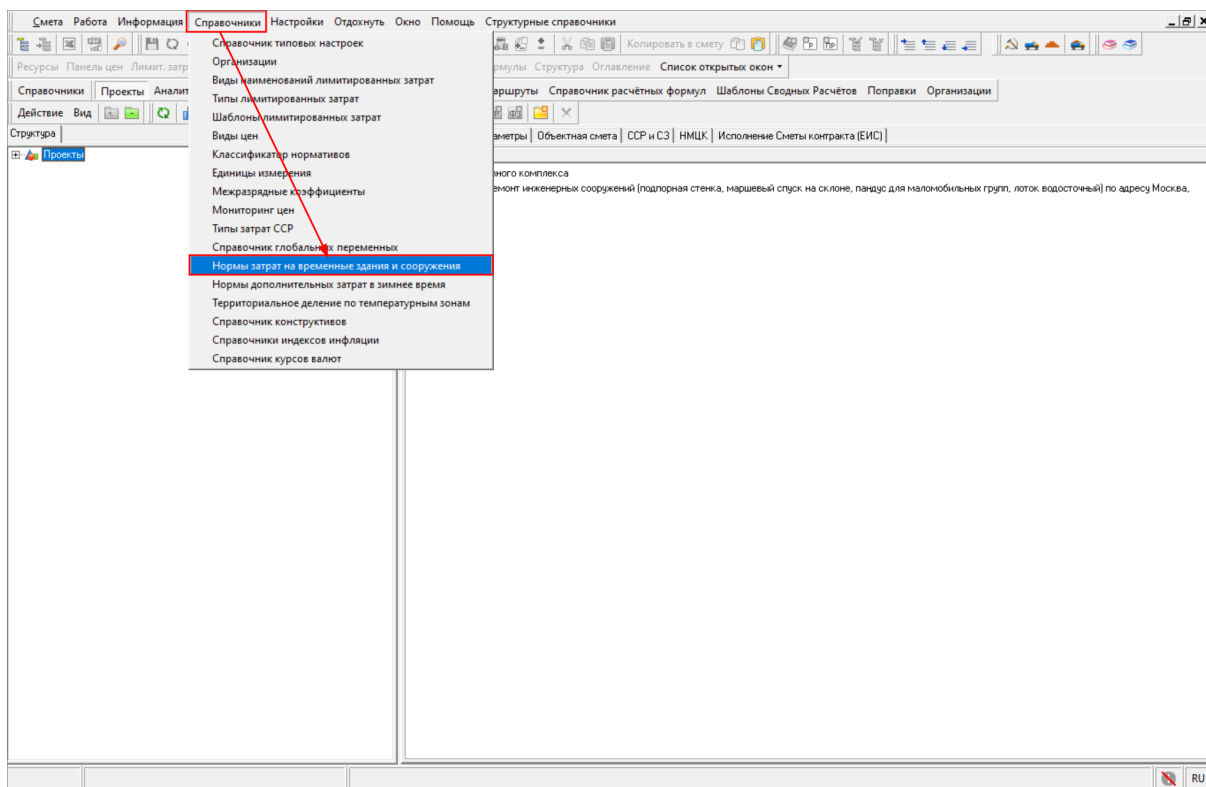 Смета Работа Информация Справочники Настройки Отдохнуть Окно Помощь Структурные справочники
Копировать в смету
Ресурсы Панель цен Лимит. затр
Структура Оглавление Список открытых окон
Справочники Проекты
Справочник расчётных формул Шаблоны Сводных Расчётов Поправки Организации
Действие Вид
Структура
Объектная смета ССР и СЗ НМЦК Исполнение Сметы контракта (ЕИС)
Проекты
Справочник типовых настроек
Организации
Виды наименований лимитированных затрат
Типы лимитированных затрат
Шаблоны лимитированных затрат
Виды цен
Классификатор нормативов
Единицы измерения
Межразрядные коэффициенты
Мониторинг цен
Типы затрат ССР
Справочник глобальных переменных
Нормы затрат на временные здания и сооружения
Нормы дополнительных затрат в зимнее время
Территориальное деление по температурным зонам
Справочник конструктивов
Справочники индексов инфляции
Справочник курсов валют
комплекса
инженерных сооружений (подпорная стенка, маршевый спуск на склоне, пандус для маломобильных групп, лоток водосточный) по адресу Москва,
RU